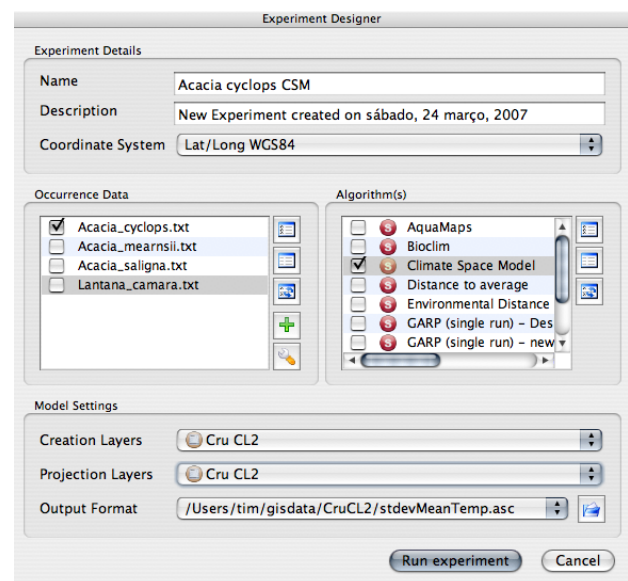 Experiment Designer
Experiment Details
Name
Acacia cyclops CSM
Description
New Experiment created on sábado, 24 março, 2007
Coordinate System
Lat/Long WGS84
Occurrence Data
Acacia_cyclops.txt
Acacia_mearnsii.txt
Acacia_saligna.txt
Lantana_camara.txt
Algorithm(s)
S AquaMaps
S Bioclim
S Climate Space Model
S Distance to average
S Environmental Distance
S GARP (single run) – Des
S GARP (single run) – new
Model Settings
Creation Layers
Cru CL2
Projection Layers
Cru CL2
Output Format
/Users/tim/gisdata/CruCL2/stdevMeanTemp.asc
Run experiment
Cancel